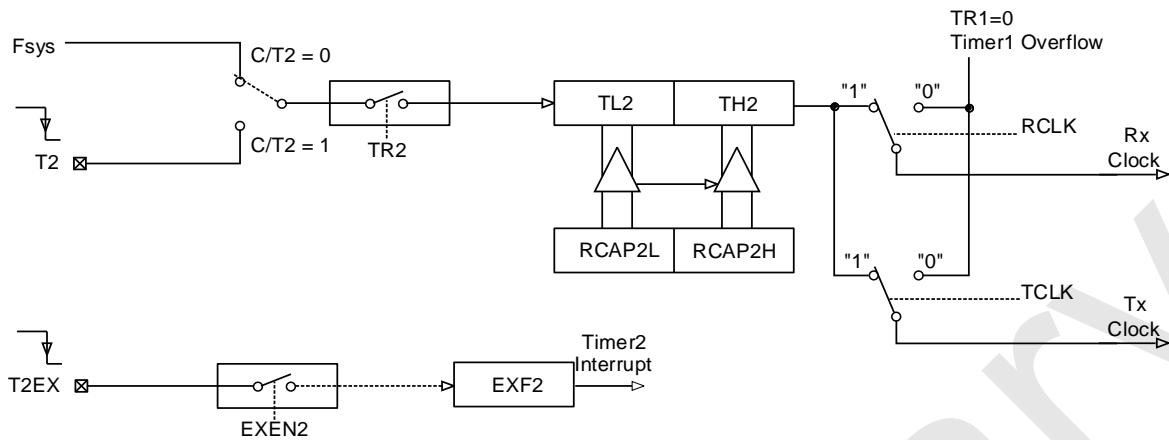 TR1=0
Timer1 Overflow
Fsys
C/T2 = 0
TL2
TH2
"1"
"0"
RCLK
Rx
Clock
T2
C/T2 = 1
TR2
RCAP2L
RCAP2H
"1"
"0"
TCLK
Tx
Clock
T2EX
EXF2
Timer2
Interrupt
EXEN2